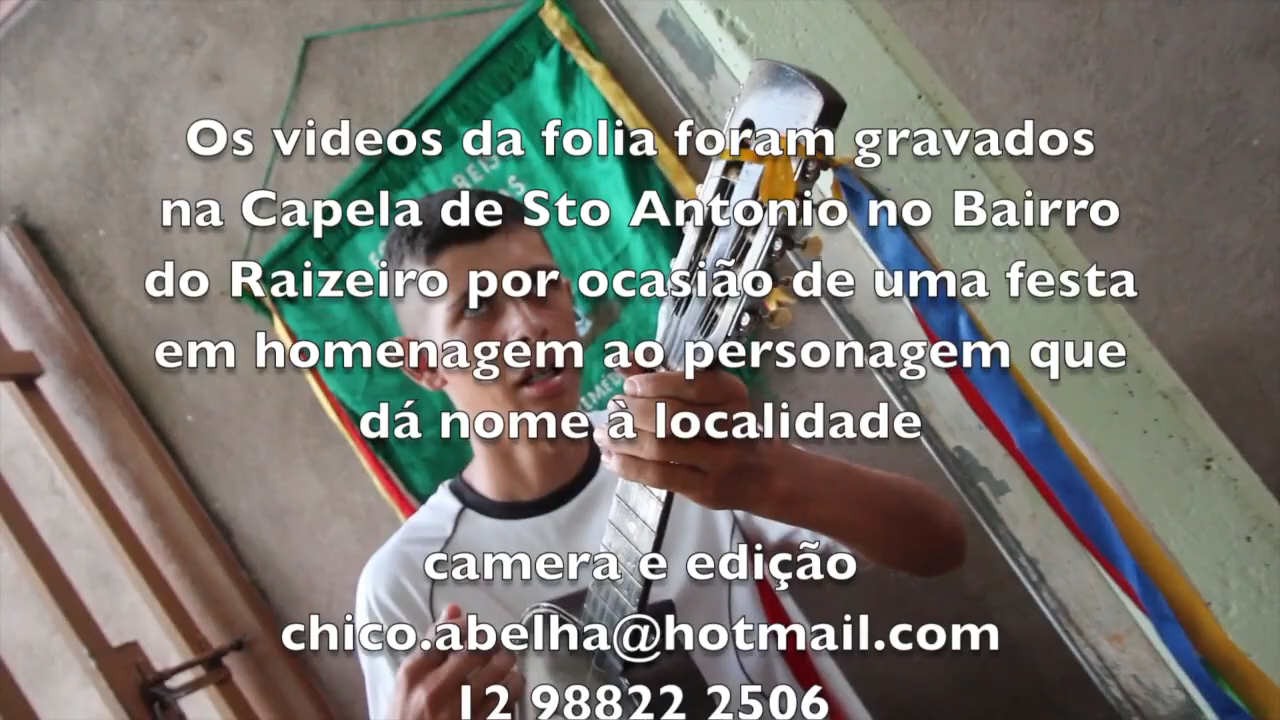 Os videos da folia foram gravados
na Capela de Sto Antonio no Bairro
do Raizeiro por ocasião de uma festa
em homenagem ao personagem que
dá nome à localidade
camera e edição
chico.abelha@hotmail.com
12 98822 2506
REIS